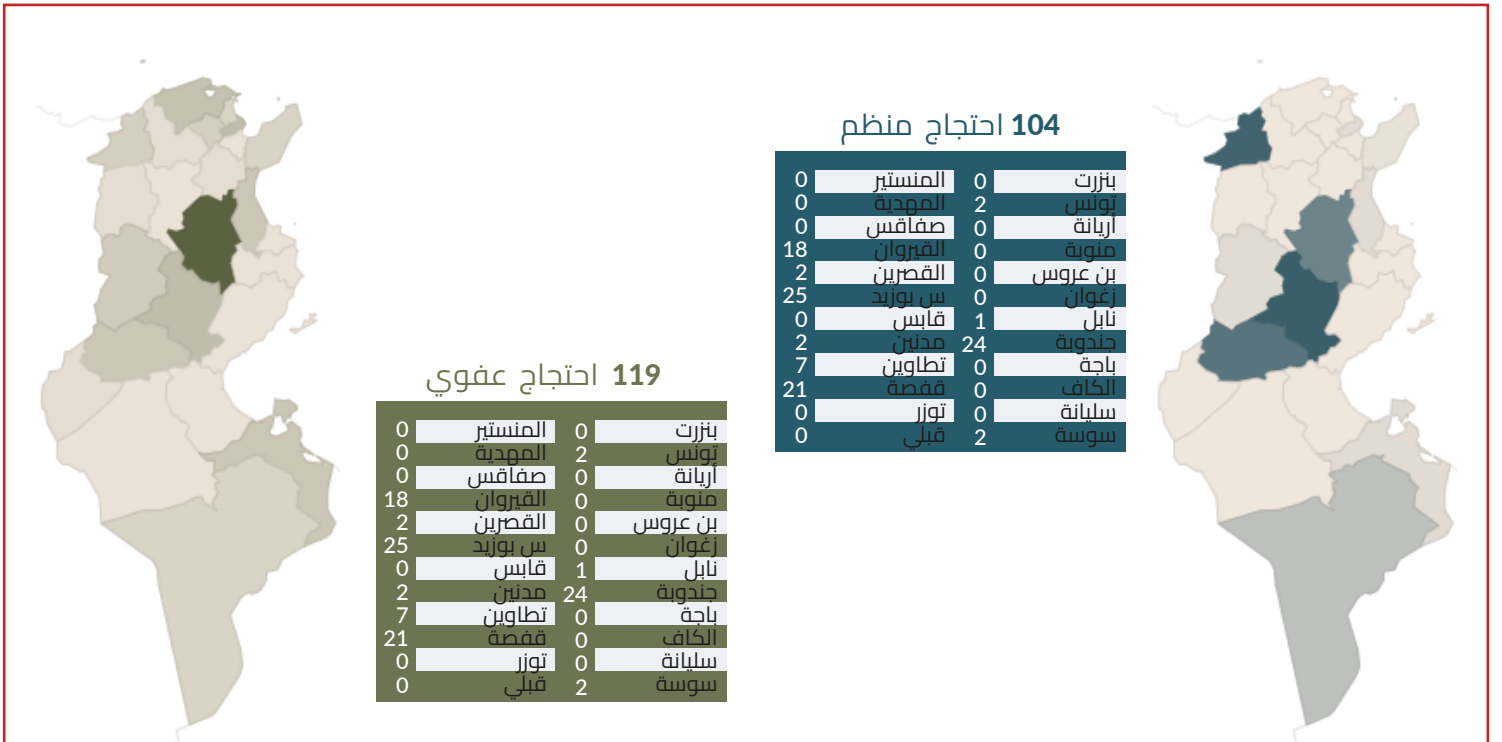 104 احتجاج منظم
بنزرت 0 المنستير 0
تونس 2 المهدية 0
أريانة 0 صفاقس 0
منوبة 0 القيروان 18
بن عروس 0 القصرين 2
زغوان 0 س بوزيد 25
نابل 1 قابس 0
جندوبة 24 مدنين 2
باجة 0 تطاوين 7
الكاف 0 قفصة 21
سليانة 0 توزر 0
سوسة 2 قبلي 0
119 احتجاج عفوي
بنزرت 0 المنستير 0
تونس 2 المهدية 0
أريانة 0 صفاقس 0
منوبة 0 القيروان 18
بن عروس 0 القصرين 2
زغوان 0 س بوزيد 25
نابل 1 قابس 0
جندوبة 24 مدنين 2
باجة 0 تطاوين 7
الكاف 0 قفصة 21
سليانة 0 توزر 0
سوسة 2 قبلي 0